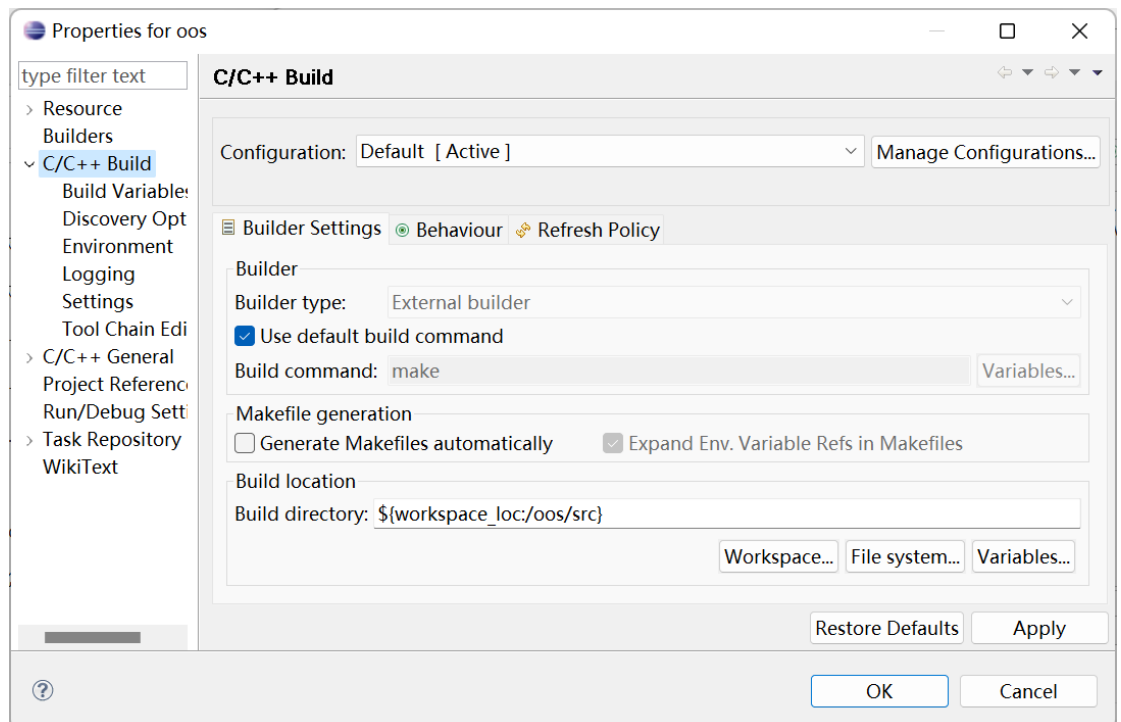 Properties for oos
type filter text
Resource
Builders
C/C++ Build
Build Variables
Discovery Opt
Environment
Logging
Settings
Tool Chain Edi
C/C++ General
Project Referenc
Run/Debug Setti
Task Repository
WikiText
C/C++ Build
Configuration: Default [ Active ] Manage Configurations...
Builder Settings Behaviour Refresh Policy
Builder
Builder type: External builder
Use default build command
Build command: make Variables...
Makefile generation
Generate Makefiles automatically Expand Env. Variable Refs in Makefiles
Build location
Build directory: ${workspace_loc:/oos/src}
Workspace... File system... Variables...
Restore Defaults Apply
? OK Cancel